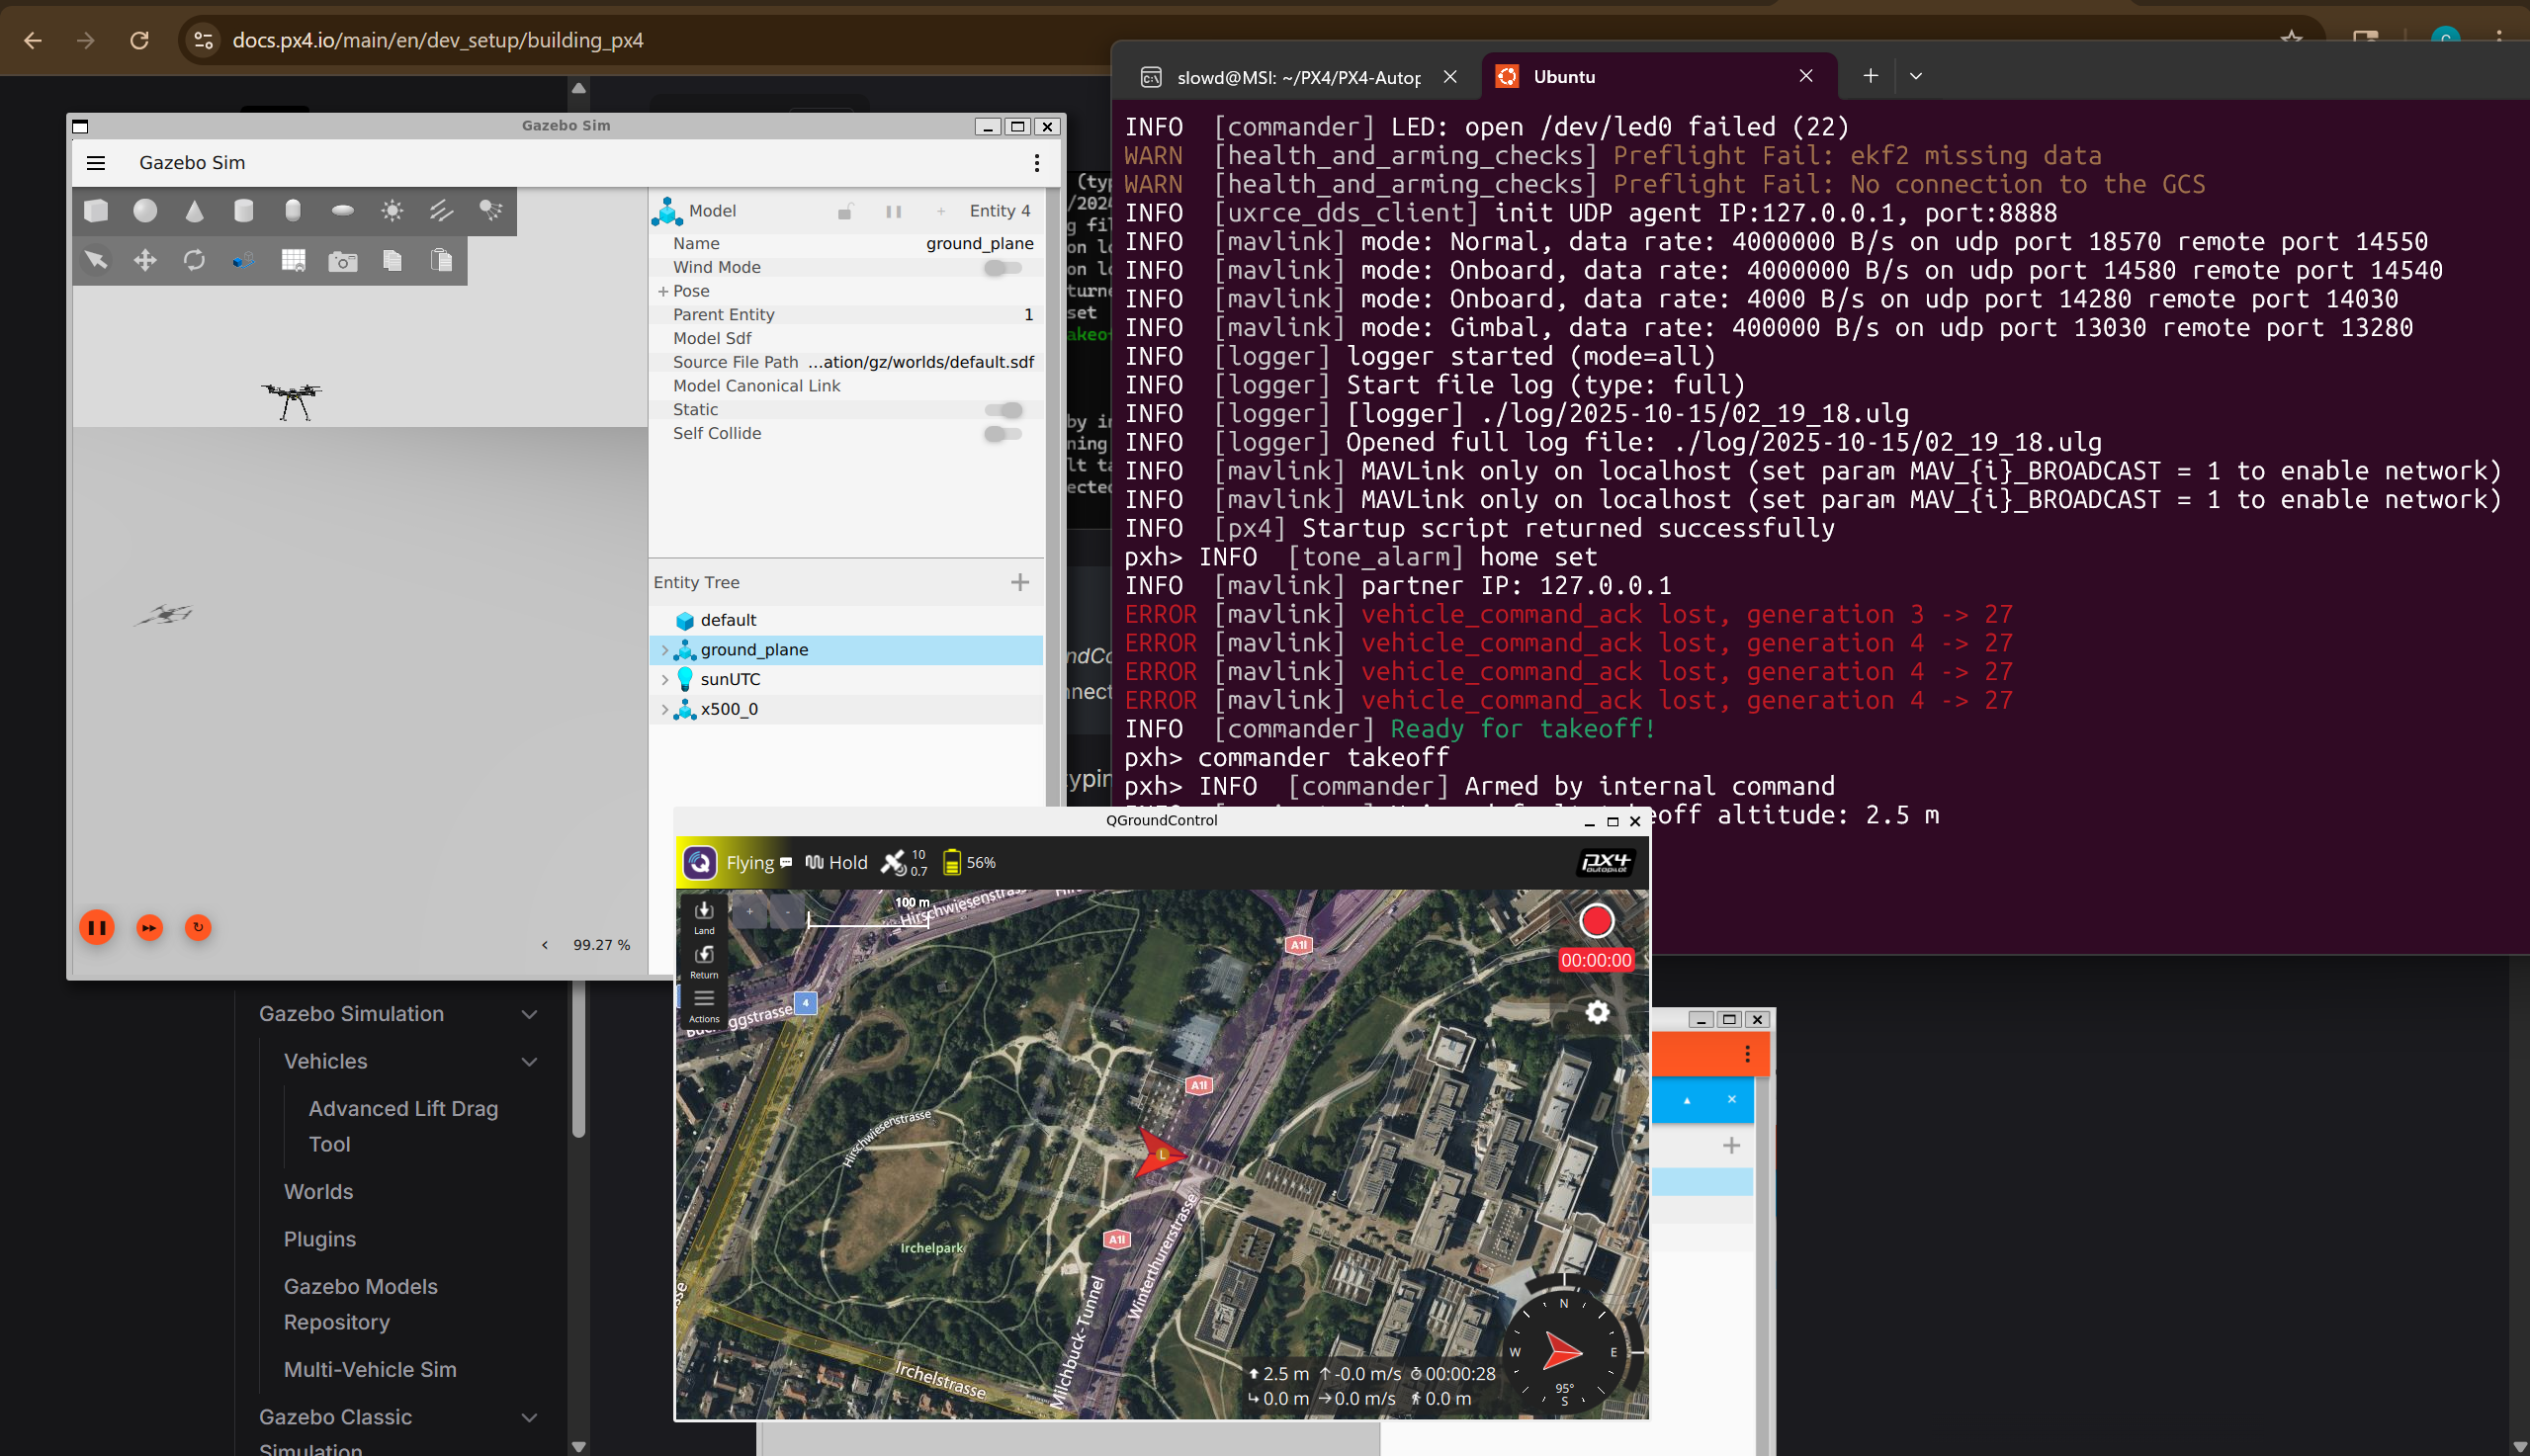 docs.px4.io/main/en/dev_setup/building_px4
Gazebo Sim
Gazebo Sim
Model
Entity 4
Name ground_plane
Wind Mode
Pose
Parent Entity 1
Model Sdf
Source File Path ...ation/gz/worlds/default.sdf
Model Canonical Link
Static
Self Collide
Entity Tree
default
ground_plane
sunUTC
x500_0
99.27 %
Gazebo Simulation
Vehicles
Advanced Lift Drag
Tool
Worlds
Plugins
Gazebo Models
Repository
Multi-Vehicle Sim
Gazebo Classic
Simulation
slowd@MSI: ~/PX4/PX4-Autop
Ubuntu
INFO [commander] LED: open /dev/led0 failed (22)
WARN [health_and_arming_checks] Preflight Fail: ekf2 missing data
WARN [health_and_arming_checks] Preflight Fail: No connection to the GCS
INFO [uxrce_dds_client] init UDP agent IP:127.0.0.1, port:8888
INFO [mavlink] mode: Normal, data rate: 4000000 B/s on udp port 18570 remote port 14550
INFO [mavlink] mode: Onboard, data rate: 4000000 B/s on udp port 14580 remote port 14540
INFO [mavlink] mode: Onboard, data rate: 4000 B/s on udp port 14280 remote port 14030
INFO [mavlink] mode: Gimbal, data rate: 400000 B/s on udp port 13030 remote port 13280
INFO [logger] logger started (mode=all)
INFO [logger] Start file log (type: full)
INFO [logger] [logger] ./log/2025-10-15/02_19_18.ulg
INFO [logger] Opened full log file: ./log/2025-10-15/02_19_18.ulg
INFO [mavlink] MAVLink only on localhost (set param MAV_{i}_BROADCAST = 1 to enable network)
INFO [mavlink] MAVLink only on localhost (set param MAV_{i}_BROADCAST = 1 to enable network)
INFO [px4] Startup script returned successfully
pxh> INFO [tone_alarm] home set
INFO [mavlink] partner IP: 127.0.0.1
ERROR [mavlink] vehicle_command_ack lost, generation 3 -> 27
ERROR [mavlink] vehicle_command_ack lost, generation 4 -> 27
ERROR [mavlink] vehicle_command_ack lost, generation 4 -> 27
ERROR [mavlink] vehicle_command_ack lost, generation 4 -> 27
INFO [commander] Ready for takeoff!
pxh> commander takeoff
pxh> INFO [commander] Armed by internal command
eoff altitude: 2.5 m
QGroundControl
Flying
Hold
10
0.7
56%
px4
autopilot
Land
Return
Actions
100 m
Hirschwiesenstrasse
A1l
00:00:00
4
ggstrasse
A1l
Hirschwiesenstrasse
L
A1l
Irchelpark
Winterthurerstrasse
Milchbuck-Tunnel
Irchelstrasse
N
W
E
95°
S
2.5 m -0.0 m/s 00:00:28
0.0 m 0.0 m/s 0.0 m